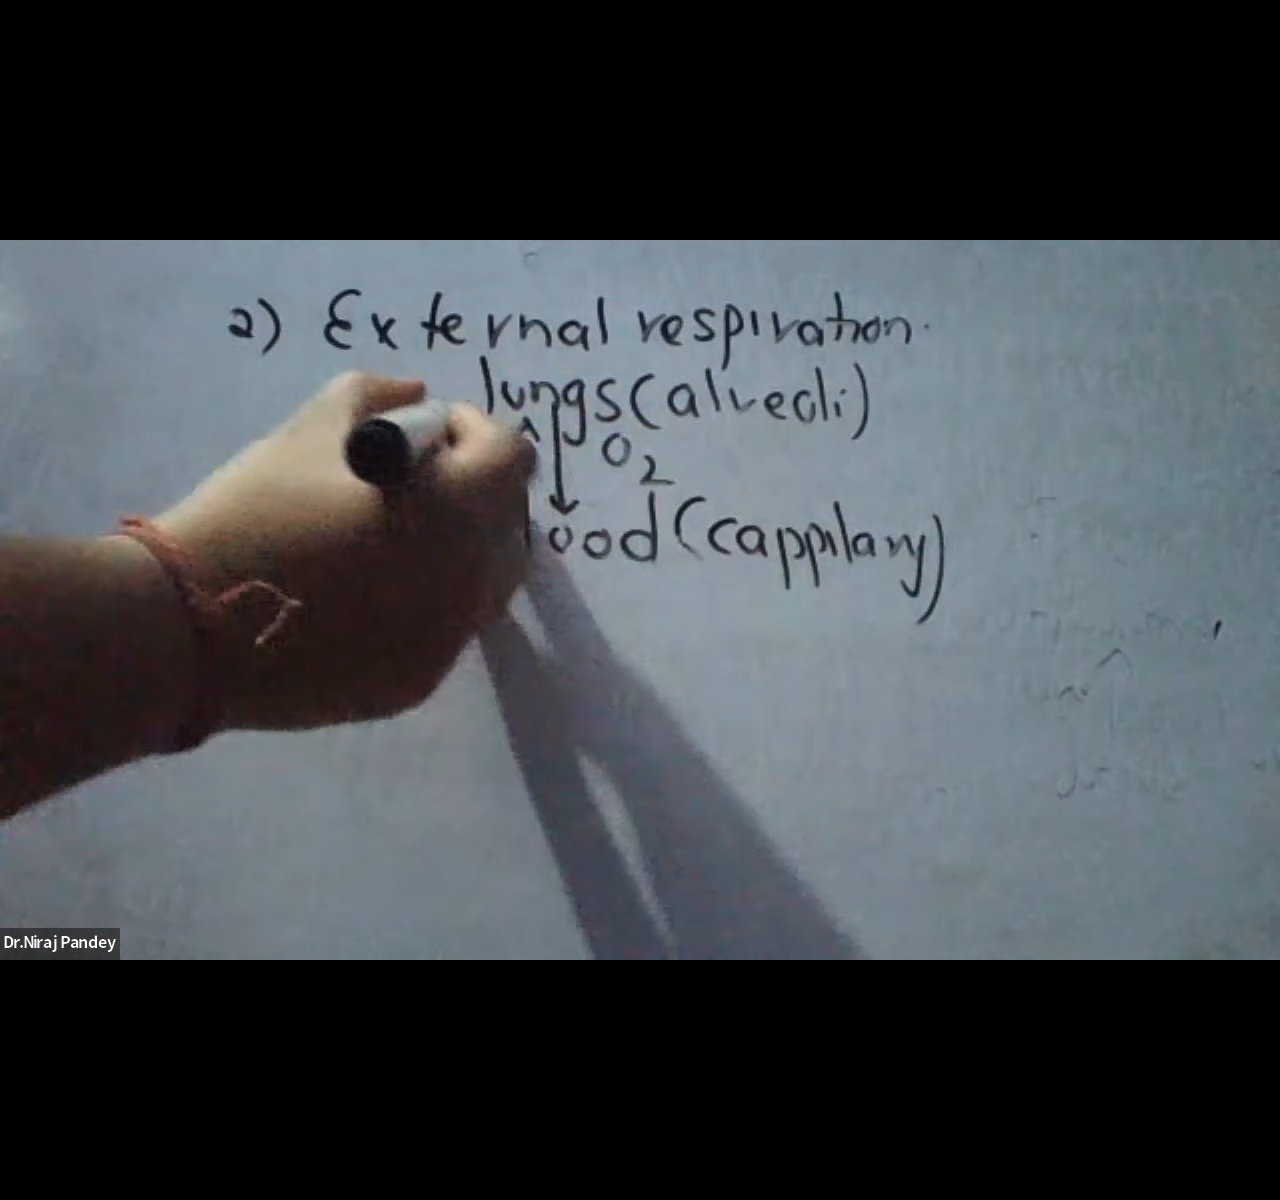 2) External respiration.
lungs (alveoli)
O2
ood (cappilary)
Dr.Niraj Pandey